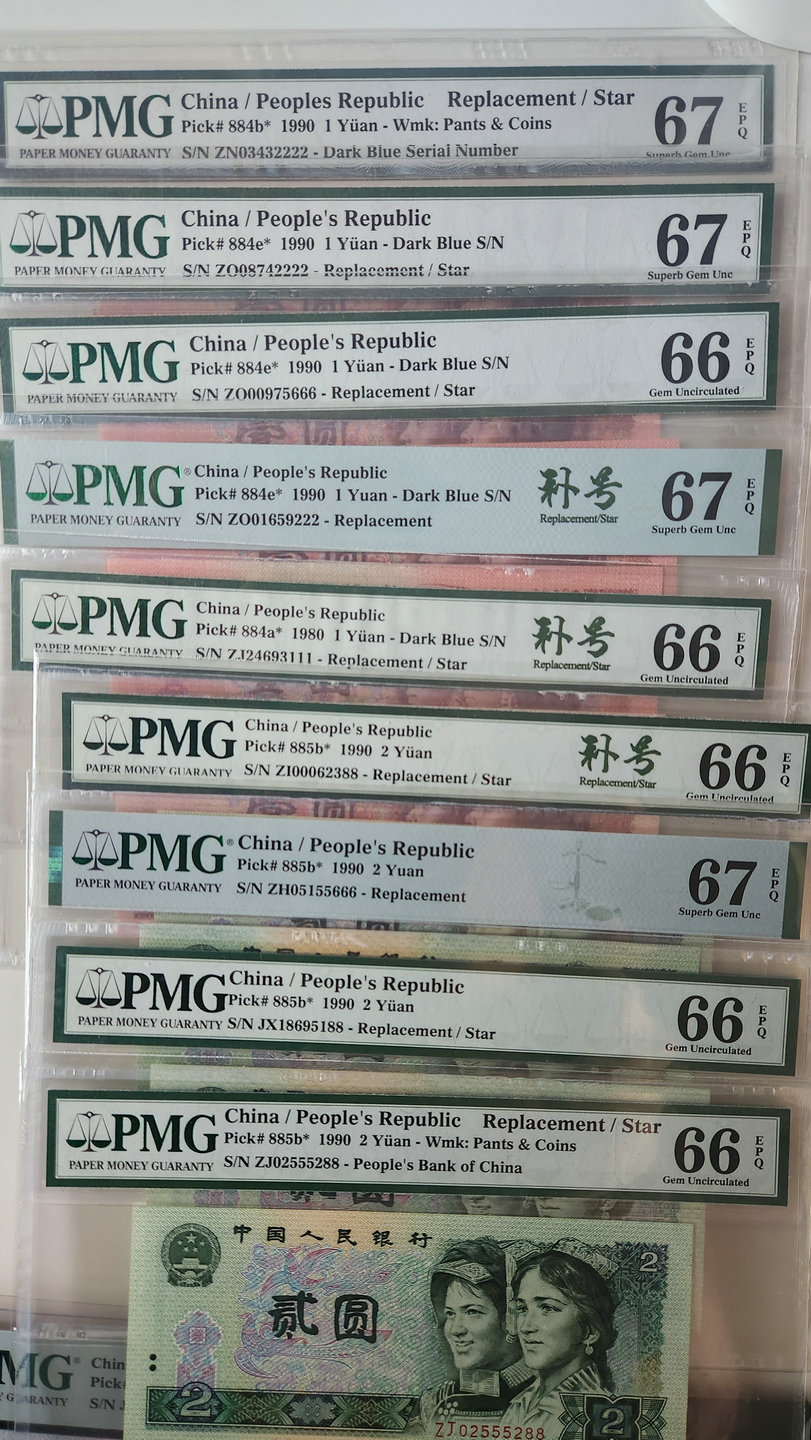 PMG China / Peoples Republic Replacement / Star 67 EPQ
Pick# 884b* 1990 1 Yüan - Wmk: Pants & Coins
PAPER MONEY GUARANTY S/N ZN03432222 - Dark Blue Serial Number Superb Gem Unc
PMG China / People's Republic 67 EPQ
Pick# 884e* 1990 1 Yüan - Dark Blue S/N
PAPER MONEY GUARANTY S/N ZO08742222 - Replacement / Star Superb Gem Unc
PMG China / People's Republic 66 EPQ
Pick# 884e* 1990 1 Yüan - Dark Blue S/N
PAPER MONEY GUARANTY S/N ZO00975666 - Replacement / Star Gem Uncirculated
PMG® China / People's Republic 补号 67 EPQ
Pick# 884e* 1990 1 Yuan - Dark Blue S/N
PAPER MONEY GUARANTY S/N ZO01659222 - Replacement Replacement/Star Superb Gem Unc
PMG China / People's Republic 补号 66 EPQ
Pick# 884a* 1980 1 Yüan - Dark Blue S/N
PAPER MONEY GUARANTY S/N ZJ24693111 - Replacement / Star Replacement/Star Gem Uncirculated
PMG China / People's Republic 补号 66 EPQ
Pick# 885b* 1990 2 Yüan
PAPER MONEY GUARANTY S/N ZI00062388 - Replacement / Star Replacement/Star Gem Uncirculated
PMG® China / People's Republic 67 EPQ
Pick# 885b* 1990 2 Yuan
PAPER MONEY GUARANTY S/N ZH05155666 - Replacement Superb Gem Unc
PMG China / People's Republic 66 EPQ
Pick# 885b* 1990 2 Yüan
PAPER MONEY GUARANTY S/N JX18695188 - Replacement / Star Gem Uncirculated
PMG China / People's Republic Replacement / Star 66 EPQ
Pick# 885b* 1990 2 Yüan - Wmk: Pants & Coins
PAPER MONEY GUARANTY S/N ZJ02555288 - People's Bank of China Gem Uncirculated
中国人民银行
2
贰圆
2 ZJ02555288 2
MG® Chin
Pick#
GUARANTY S/N